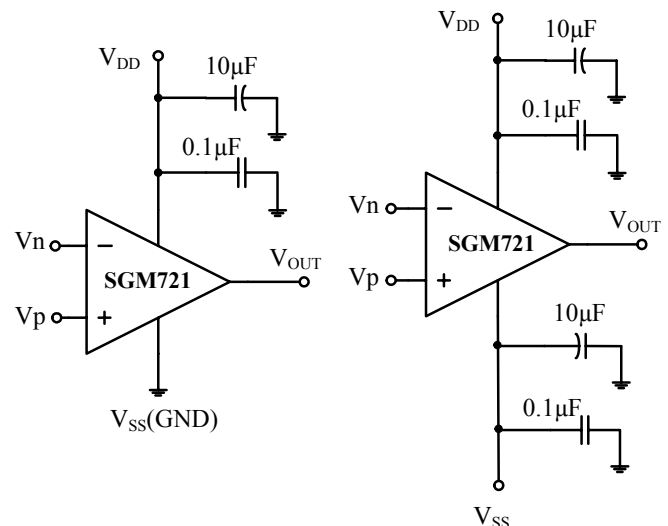 VDD
10μF
0.1μF
Vn
−
SGM721
VOUT
Vp
+
VSS(GND)
VDD
10μF
0.1μF
Vn
−
VOUT
SGM721
Vp
+
10μF
0.1μF
VSS